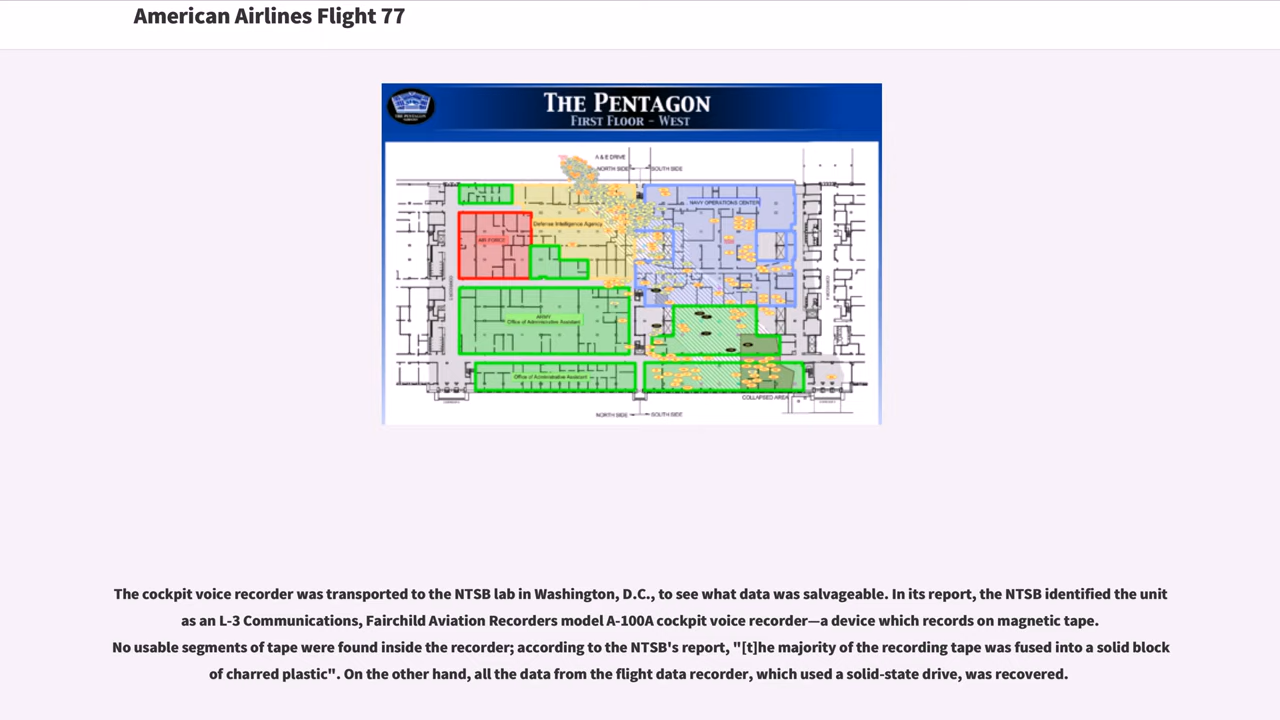 American Airlines Flight 77
THE PENTAGON
FIRST FLOOR – WEST
A & E DRIVE
NORTH SIDE SOUTH SIDE
NAVY OPERATIONS CENTER
Defense Intelligence Agency
AIR FORCE
ARMY
Office of Administrative Assistant
Office of Administrative Assistant
COLLAPSED AREA
NORTH SIDE SOUTH SIDE
The cockpit voice recorder was transported to the NTSB lab in Washington, D.C., to see what data was salvageable. In its report, the NTSB identified the unit
as an L-3 Communications, Fairchild Aviation Recorders model A-100A cockpit voice recorder—a device which records on magnetic tape.
No usable segments of tape were found inside the recorder; according to the NTSB's report, "[t]he majority of the recording tape was fused into a solid block
of charred plastic". On the other hand, all the data from the flight data recorder, which used a solid-state drive, was recovered.